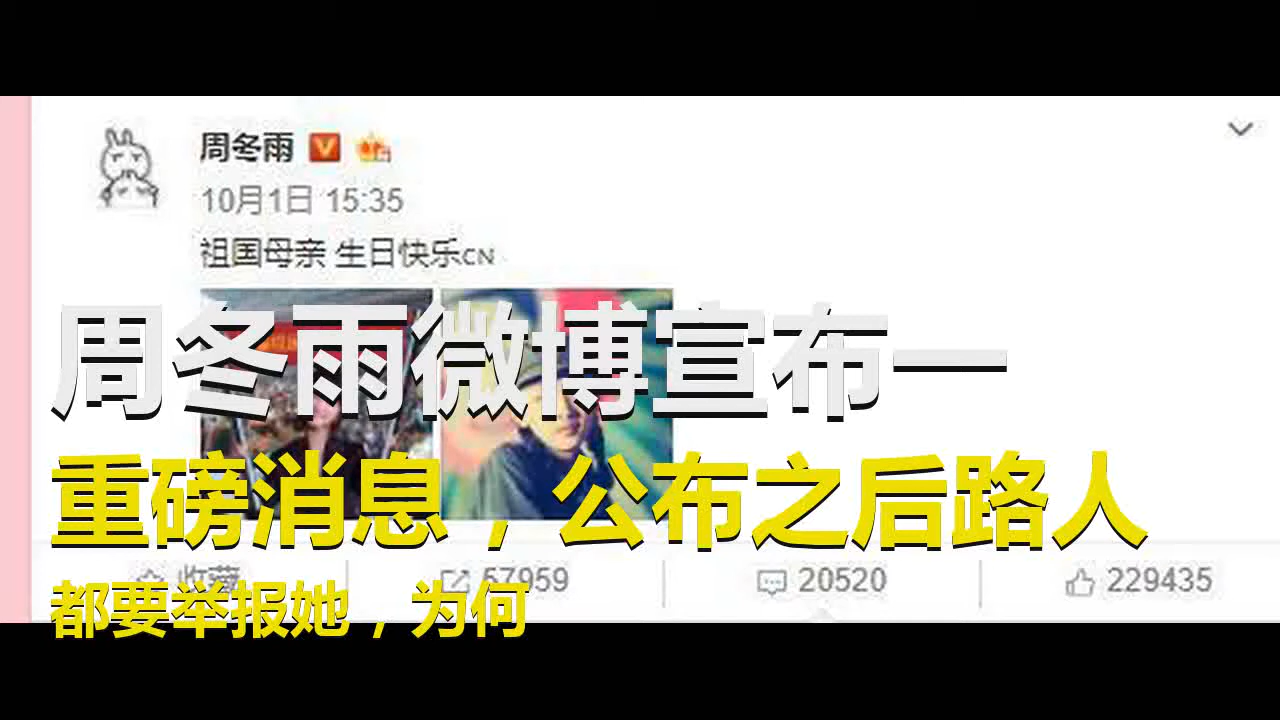 周冬雨
10月1日 15:35
祖国母亲 生日快乐CN
周冬雨微博宣布一
重磅消息，公布之后路人
收藏
57959
20520
229435
都要举报她，为何